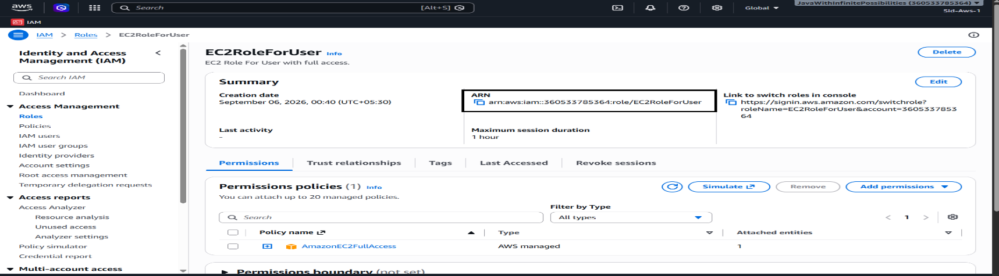 aws
Search [Alt+S]
Global
JavaWithInfinitePossibilities (360533785364)
Sid-Aws-1
IAM
IAM > Roles > EC2RoleForUser
Identity and Access
Management (IAM)
Search IAM
Dashboard
Access Management
Roles
Policies
IAM users
IAM user groups
Identity providers
Account settings
Root access management
Temporary delegation requests
Access reports
Access Analyzer
Resource analysis
Unused access
Analyzer settings
Policy simulator
Credential report
Multi-account access
EC2RoleForUser Info
Delete
EC2 Role For User with full access.
Summary
Edit
Creation date
September 06, 2026, 00:40 (UTC+05:30)
ARN
arn:aws:iam::360533785364:role/EC2RoleForUser
Link to switch roles in console
https://signin.aws.amazon.com/switchrole?
roleName=EC2RoleForUser&account=3605337853
64
Last activity
-
Maximum session duration
1 hour
Permissions Trust relationships Tags Last Accessed Revoke sessions
Permissions policies (1) Info
Simulate Remove Add permissions
You can attach up to 20 managed policies.
Filter by Type
Search All types < 1 >
Policy name Type Attached entities
AmazonEC2FullAccess AWS managed 1
Permissions boundary (not set)